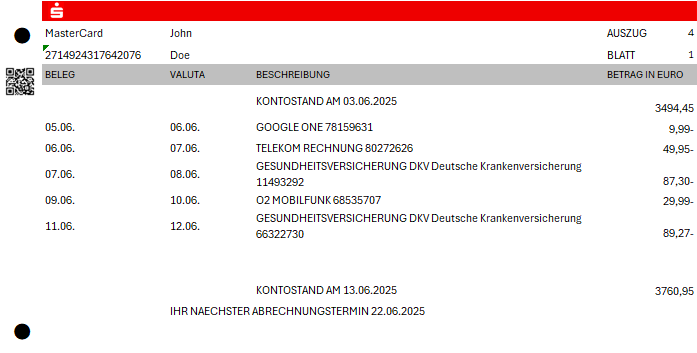 MasterCard John AUSZUG 4
2714924317642076 Doe BLATT 1
BELEG VALUTA BESCHREIBUNG BETRAG IN EURO
KONTOSTAND AM 03.06.2025 3494,45
05.06. 06.06. GOOGLE ONE 78159631 9,99-
06.06. 07.06. TELEKOM RECHNUNG 80272626 49,95-
07.06. 08.06. GESUNDHEITSVERSICHERUNG DKV Deutsche Krankenversicherung
11493292 87,30-
09.06. 10.06. O2 MOBILFUNK 68535707 29,99-
11.06. 12.06. GESUNDHEITSVERSICHERUNG DKV Deutsche Krankenversicherung
66322730 89,27-
KONTOSTAND AM 13.06.2025 3760,95
IHR NAECHSTER ABRECHNUNGSTERMIN 22.06.2025